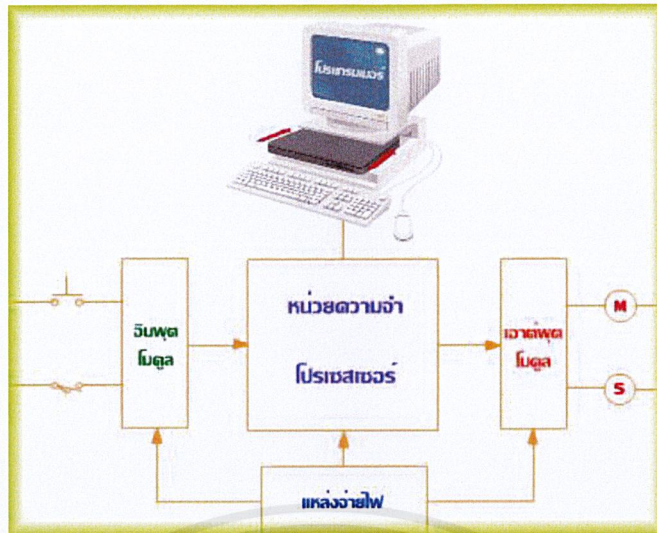 โปรแกรมเมอร์
หน่วยความจำ
โปรเซสเซอร์
อินพุต
โมดูล
เอาต์พุต
โมดูล
M
S
แหล่งจ่ายไฟ